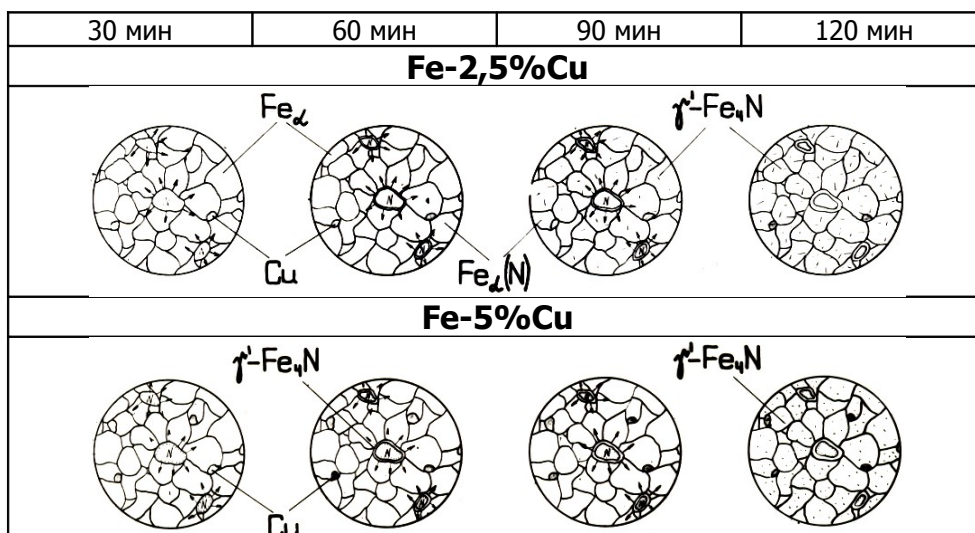 30 мин 60 мин 90 мин 120 мин
Fe-2,5%Cu
Feα γ'-Fe₄N
N N N
Cu Feα(N)
Fe-5%Cu
γ'-Fe₄N γ'-Fe₄N
N N N N
Cu